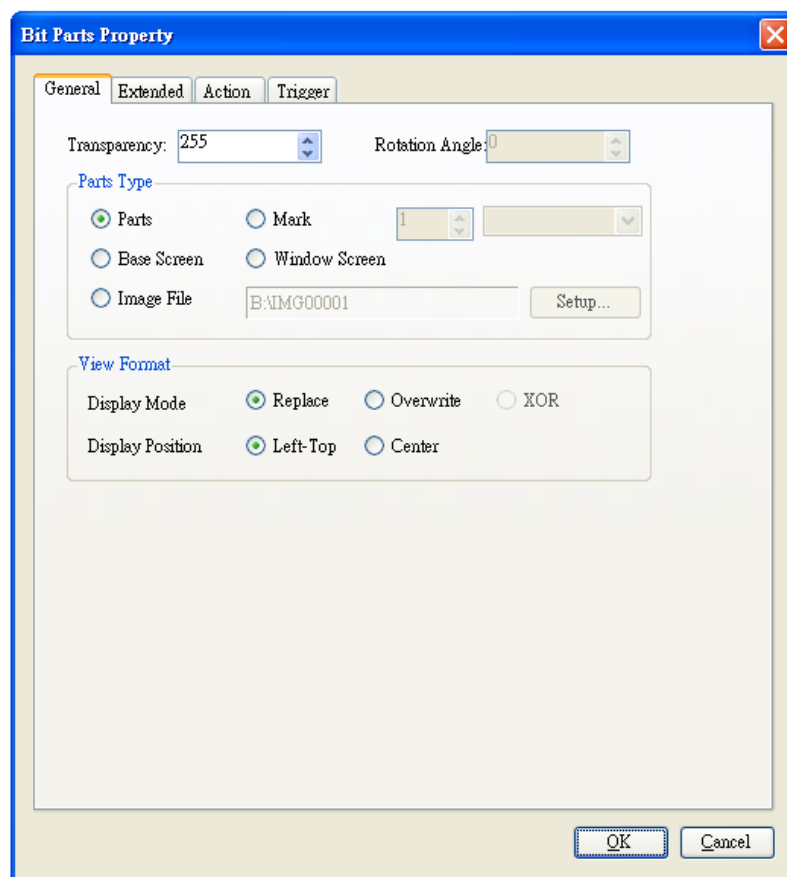 Bit Parts Property
General Extended Action Trigger
Transparency: 255 Rotation Angle: 0
Parts Type
Parts Mark 1
Base Screen Window Screen
Image File B:\IMG00001 Setup...
View Format
Display Mode Replace Overwrite XOR
Display Position Left-Top Center
OK Cancel